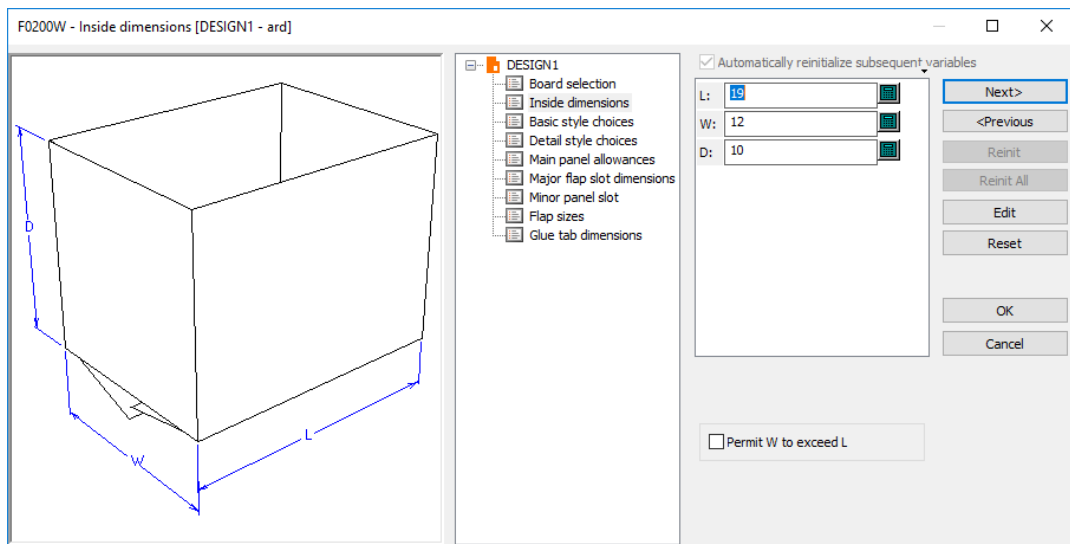 F0200W - Inside dimensions [DESIGN1 - ard]
D
W
L
DESIGN1
Board selection
Inside dimensions
Basic style choices
Detail style choices
Main panel allowances
Major flap slot dimensions
Minor panel slot
Flap sizes
Glue tab dimensions
Automatically reinitialize subsequent variables
L: 19
W: 12
D: 10
Permit W to exceed L
Next>
<Previous
Reinit
Reinit All
Edit
Reset
OK
Cancel